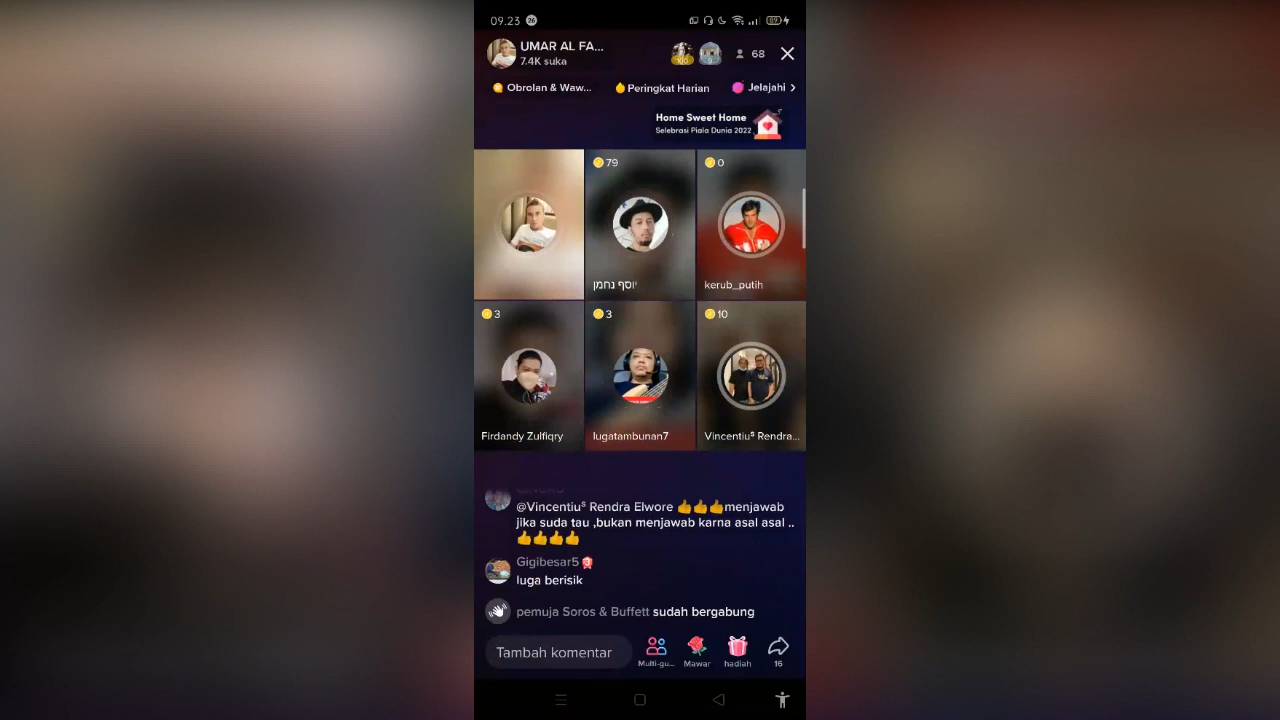 09.23 26
89
UMAR AL FA...
7.4K suka
100
68
Obrolan & Waw...
Peringkat Harian
Jelajahi
Home Sweet Home
Selebrasi Piala Dunia 2022
79
0
יוסף נחמן
kerub_putih
3
3
10
Firdandy Zulfiqry
lugatambunan7
Vincentiuˢ Rendra...
@Vincentiuˢ Rendra Elwore 👍👍👍menjawab
jika suda tau ,bukan menjawab karna asal asal ..
👍👍👍👍
Gigibesar5
luga berisik
pemuja Soros & Buffett sudah bergabung
Tambah komentar
Multi-gu...
Mawar
hadiah
16